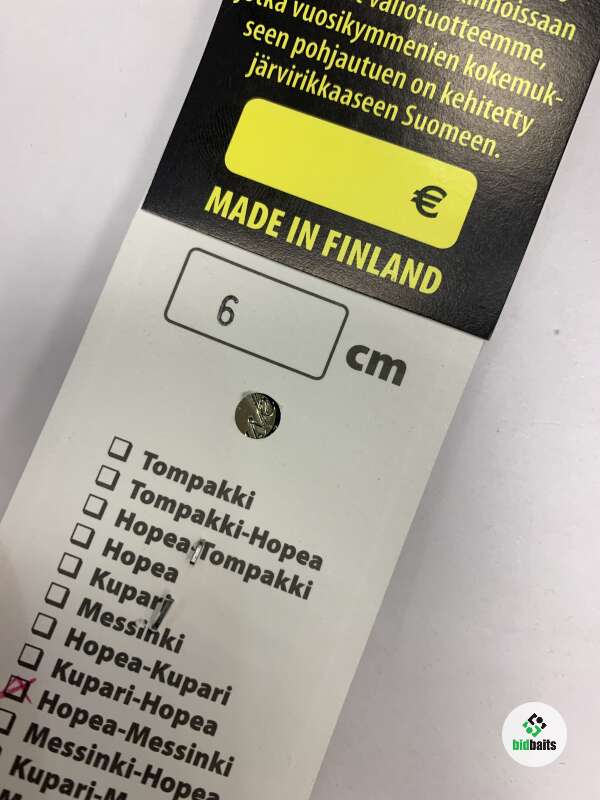 valiotuotteemme,
jotka vuosikymmenien kokemuk-
seen pohjautuen on kehitetty
järvirikkaaseen Suomeen.
€
MADE IN FINLAND
6
cm
Tompakki
Tompakki-Hopea
Hopea-Tompakki
Hopea
Kupari
Messinki
Hopea-Kupari
Kupari-Hopea
Hopea-Messinki
Messinki-Hopea
bidbaits